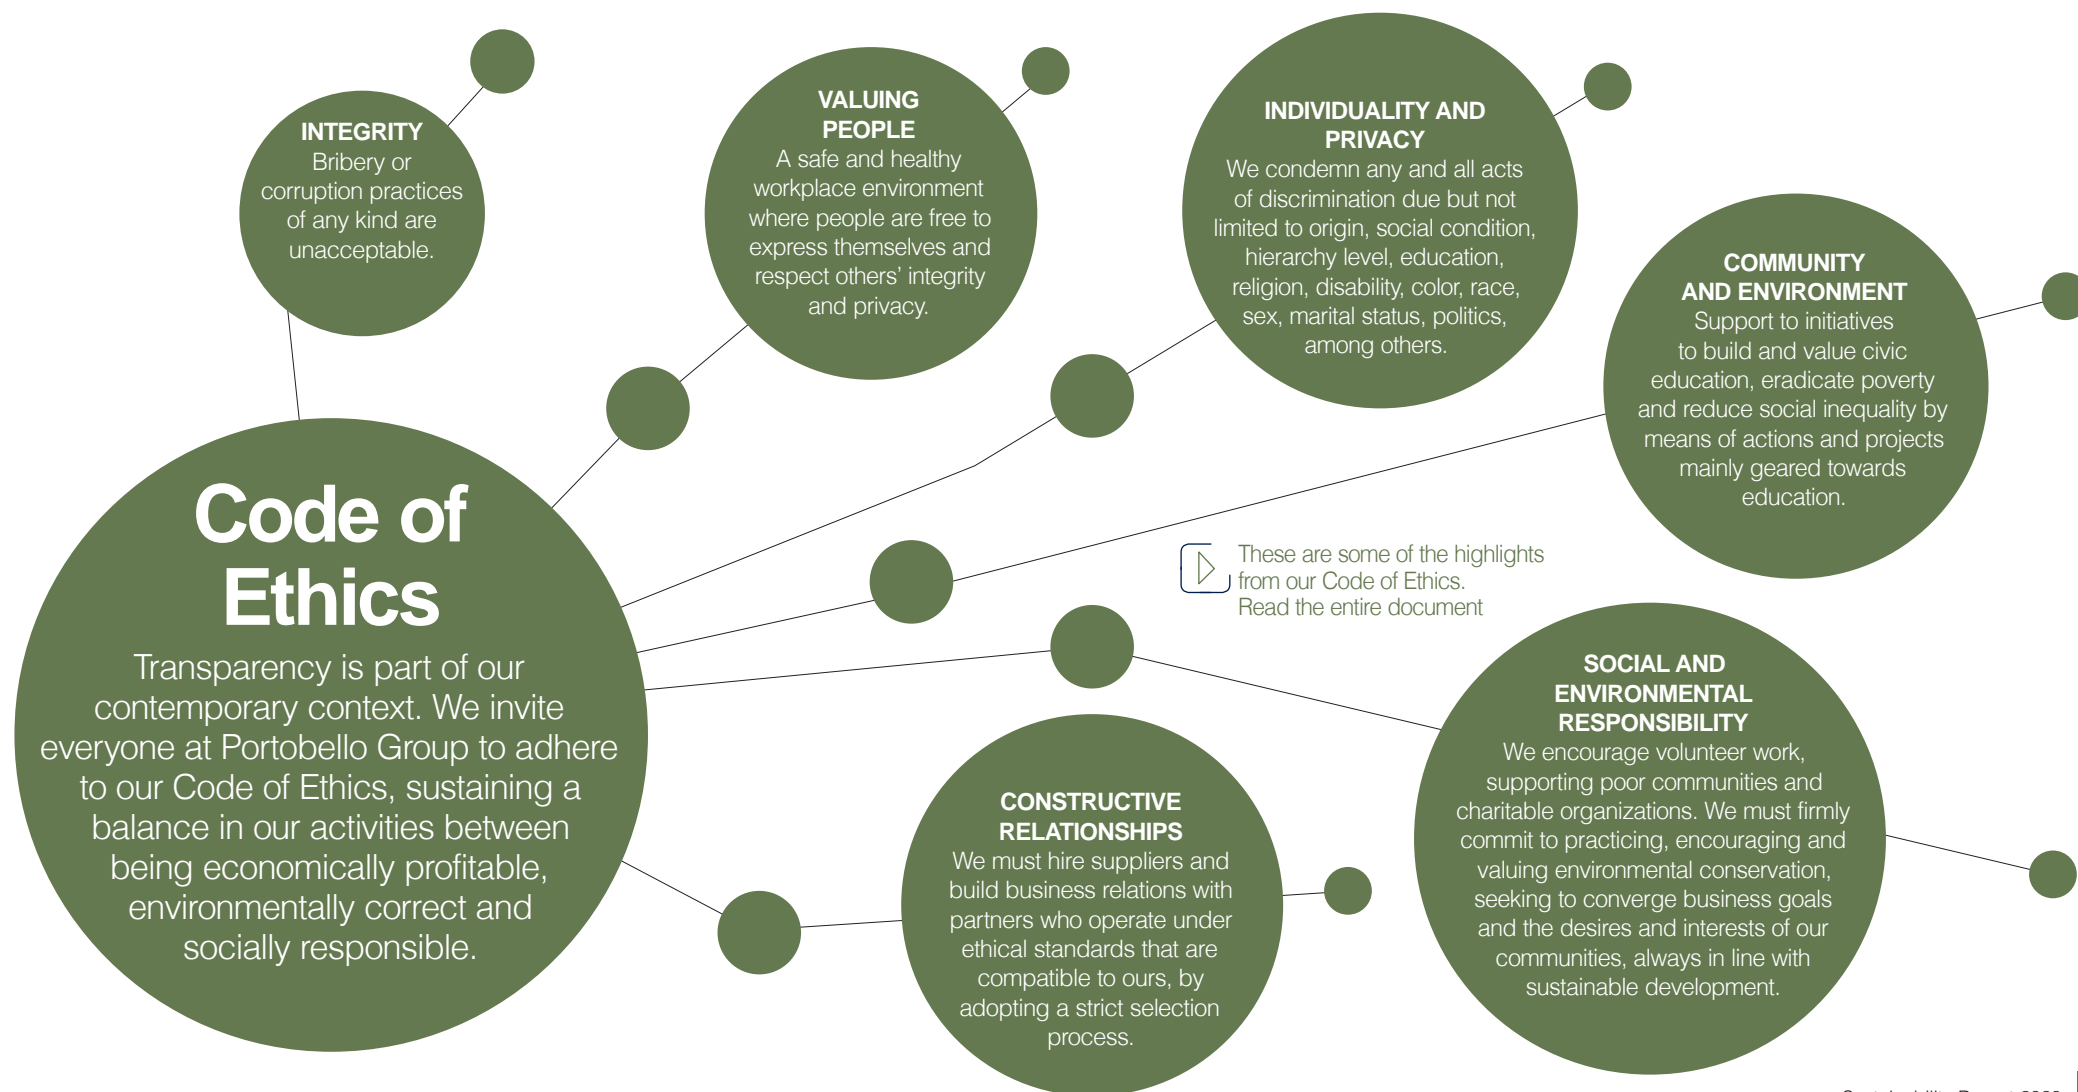 INTEGRITY
Bribery or
corruption practices
of any kind are
unacceptable.
VALUING
PEOPLE
A safe and healthy
workplace environment
where people are free to
express themselves and
respect others’ integrity
and privacy.
INDIVIDUALITY AND
PRIVACY
We condemn any and all acts
of discrimination due but not
limited to origin, social condition,
hierarchy level, education,
religion, disability, color, race,
sex, marital status, politics,
among others.
COMMUNITY
AND ENVIRONMENT
Support to initiatives
to build and value civic
education, eradicate poverty
and reduce social inequality by
means of actions and projects
mainly geared towards
education.
Code of
Ethics
Transparency is part of our
contemporary context. We invite
everyone at Portobello Group to adhere
to our Code of Ethics, sustaining a
balance in our activities between
being economically profitable,
environmentally correct and
socially responsible.
These are some of the highlights
from our Code of Ethics.
Read the entire document
CONSTRUCTIVE
RELATIONSHIPS
We must hire suppliers and
build business relations with
partners who operate under
ethical standards that are
compatible to ours, by
adopting a strict selection
process.
SOCIAL AND
ENVIRONMENTAL
RESPONSIBILITY
We encourage volunteer work,
supporting poor communities and
charitable organizations. We must firmly
commit to practicing, encouraging and
valuing environmental conservation,
seeking to converge business goals
and the desires and interests of our
communities, always in line with
sustainable development.